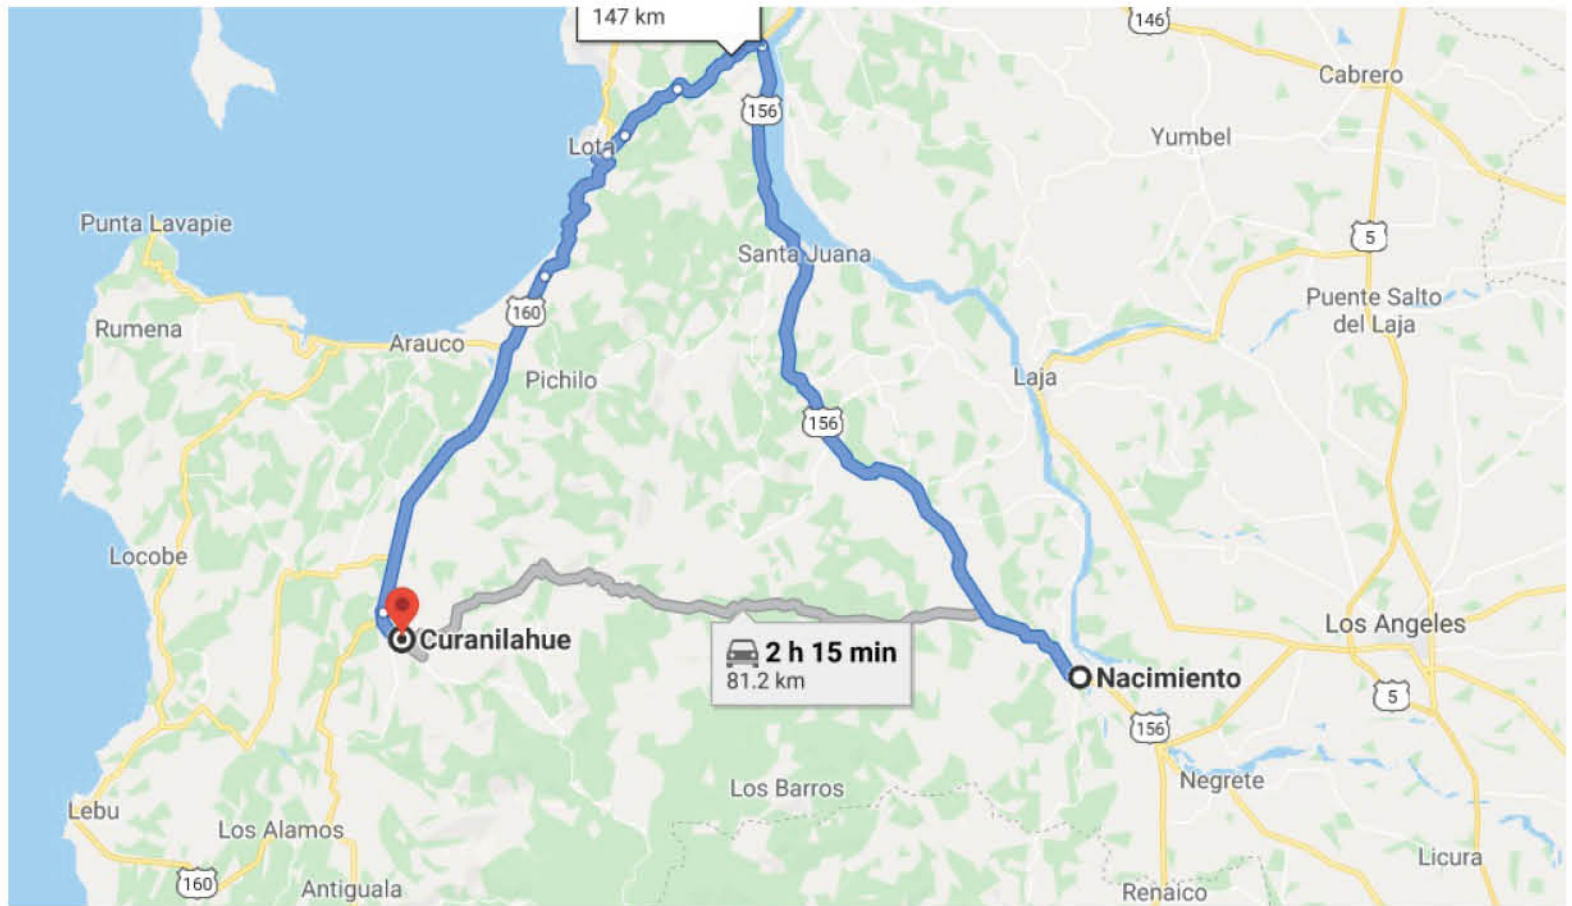 147 km
146
Cabrero
156
Yumbel
Lota
Punta Lavapie
5
Santa Juana
Puente Salto
del Laja
160
Rumena
Arauco
Pichilo
Laja
156
Locobe
Los Angeles
Curanilahue
2 h 15 min
81.2 km
Nacimiento
5
156
Negrete
Los Barros
Lebu
Los Alamos
Licura
160
Antiguala
Renaico